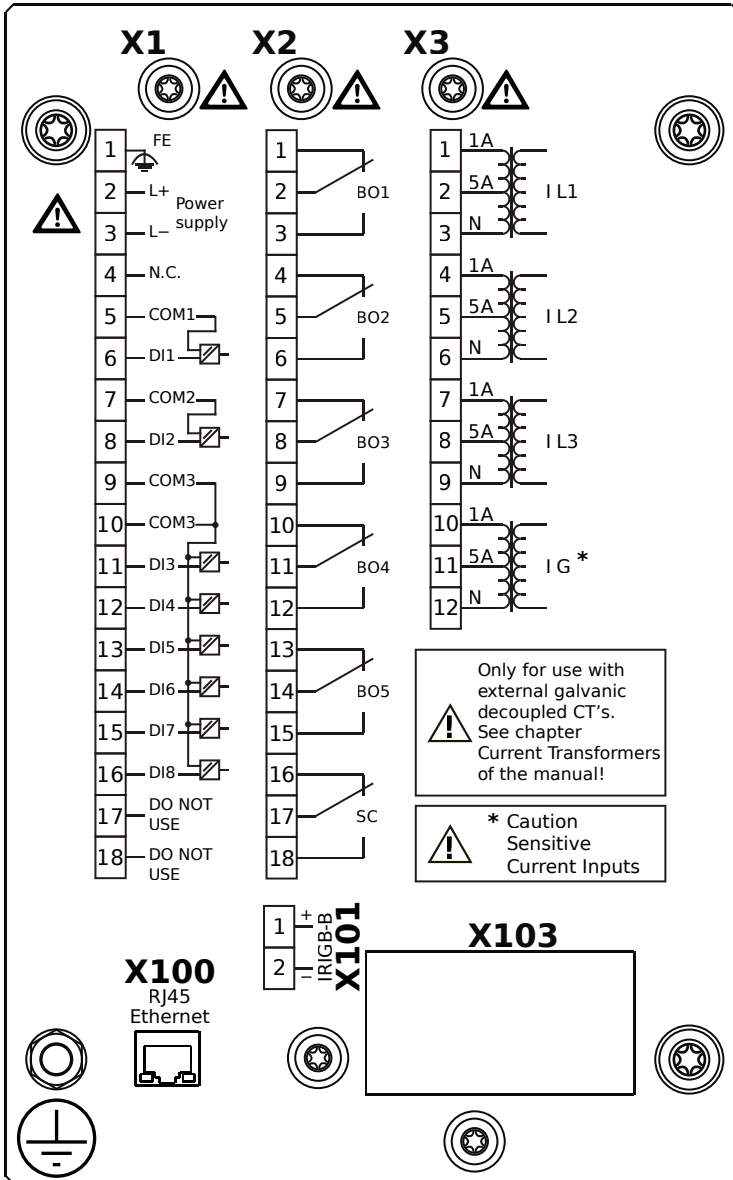 X1
X2
X3
1
FE
2
L+
Power
supply
3
L−
4
N.C.
5
COM1
6
DI1
7
COM2
8
DI2
9
COM3
10
COM3
11
DI3
12
DI4
13
DI5
14
DI6
15
DI7
16
DI8
17
DO NOT
USE
18
DO NOT
USE
1
2
BO1
3
4
5
BO2
6
7
8
BO3
9
10
11
BO4
12
13
14
BO5
15
16
17
SC
18
1
1A
2
5A
I L1
3
N
4
1A
5
5A
I L2
6
N
7
1A
8
5A
I L3
9
N
10
1A
11
5A
I G *
12
N
Only for use with
external galvanic
decoupled CT's.
See chapter
Current Transformers
of the manual!
* Caution
Sensitive
Current Inputs
1 +
2 −
IRIGB-B
X101
X100
RJ45
Ethernet
X103